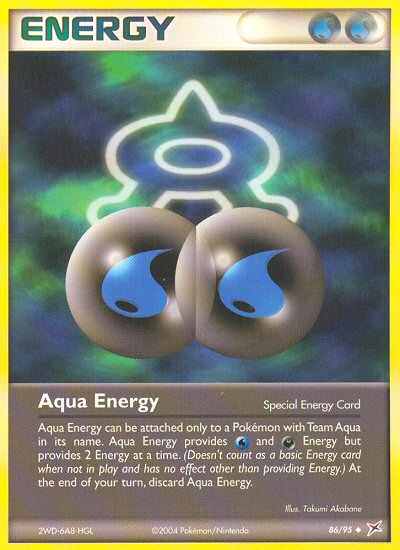 ENERGY
Aqua Energy
Special Energy Card
Aqua Energy can be attached only to a Pokémon with Team Aqua
in its name. Aqua Energy provides and Energy but
provides 2 Energy at a time. (Doesn't count as a basic Energy card
when not in play and has no effect other than providing Energy.) At
the end of your turn, discard Aqua Energy.
Illus. Takumi Akabane
2WD-6A8-HGL
©2004 Pokémon/Nintendo
86/95